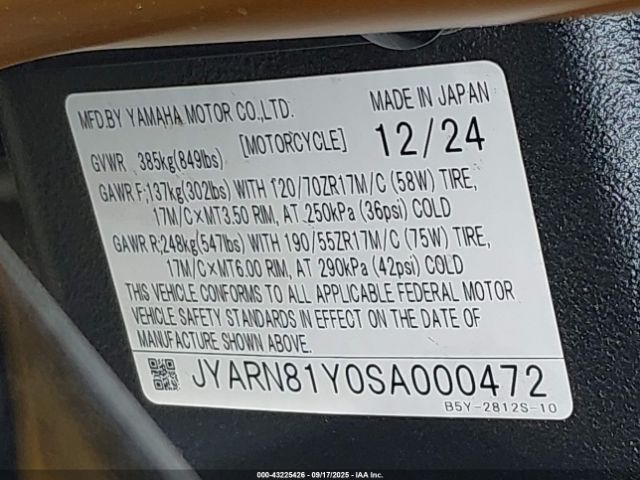 MFD.BY YAMAHA MOTOR CO.,LTD. MADE IN JAPAN
GVWR 385kg(849lbs) [MOTORCYCLE] 12/24
GAWR F;137kg(302lbs) WITH 120/70ZR17M/C (58W) TIRE,
17M/C×MT3.50 RIM, AT 250kPa (36psi) COLD
GAWR R;248kg(547lbs) WITH 190/55ZR17M/C (75W) TIRE,
17M/C×MT6.00 RIM, AT 290kPa (42psi) COLD
THIS VEHICLE CONFORMS TO ALL APPLICABLE FEDERAL MOTOR
VEHICLE SAFETY STANDARDS IN EFFECT ON THE DATE OF
MANUFACTURE SHOWN ABOVE.
JYARN81Y0SA000472
B5Y-2812S-10
000-43225426 - 09/17/2025 - IAA Inc.